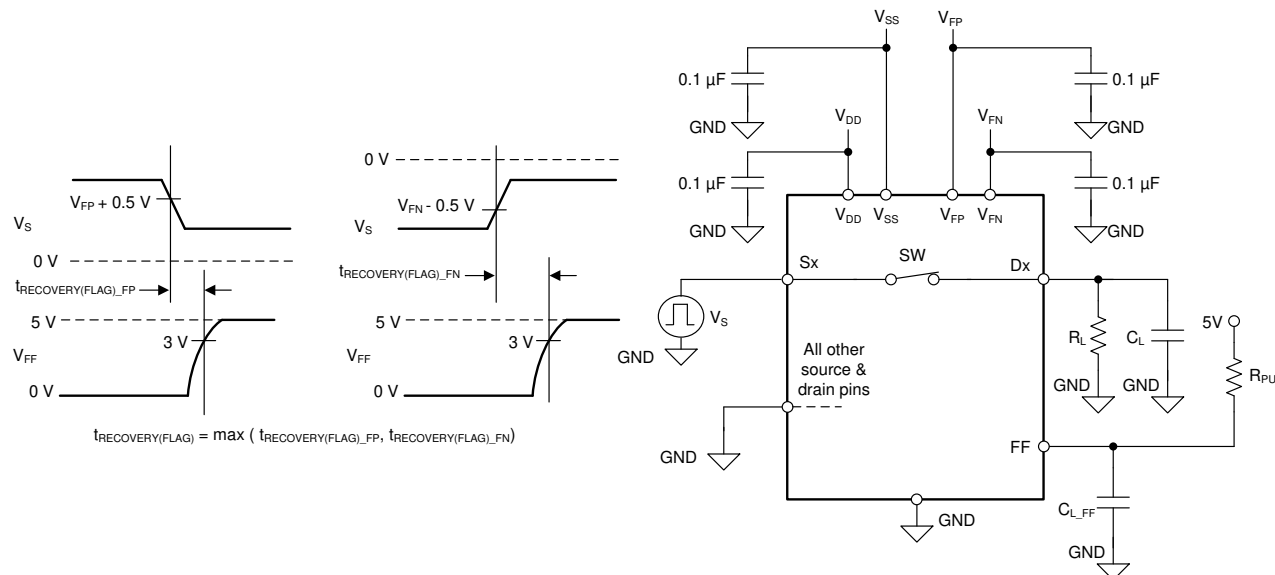 V_SS
V_FP
0.1 µF
0.1 µF
GND
GND
V_DD
V_FN
0.1 µF
0.1 µF
GND
GND
V_DD
V_SS
V_FP
V_FN
0 V
V_FP + 0.5 V
V_S
0 V
V_FN - 0.5 V
V_S
t_RECOVERY(FLAG)_FP
t_RECOVERY(FLAG)_FN
5 V
3 V
V_FF
0 V
5 V
3 V
V_FF
0 V
t_RECOVERY(FLAG) = max ( t_RECOVERY(FLAG)_FP, t_RECOVERY(FLAG)_FN)
Sx
SW
Dx
V_S
GND
All other
source &
drain pins
GND
R_L
C_L
GND
GND
5V
R_PU
FF
C_L_FF
GND
GND